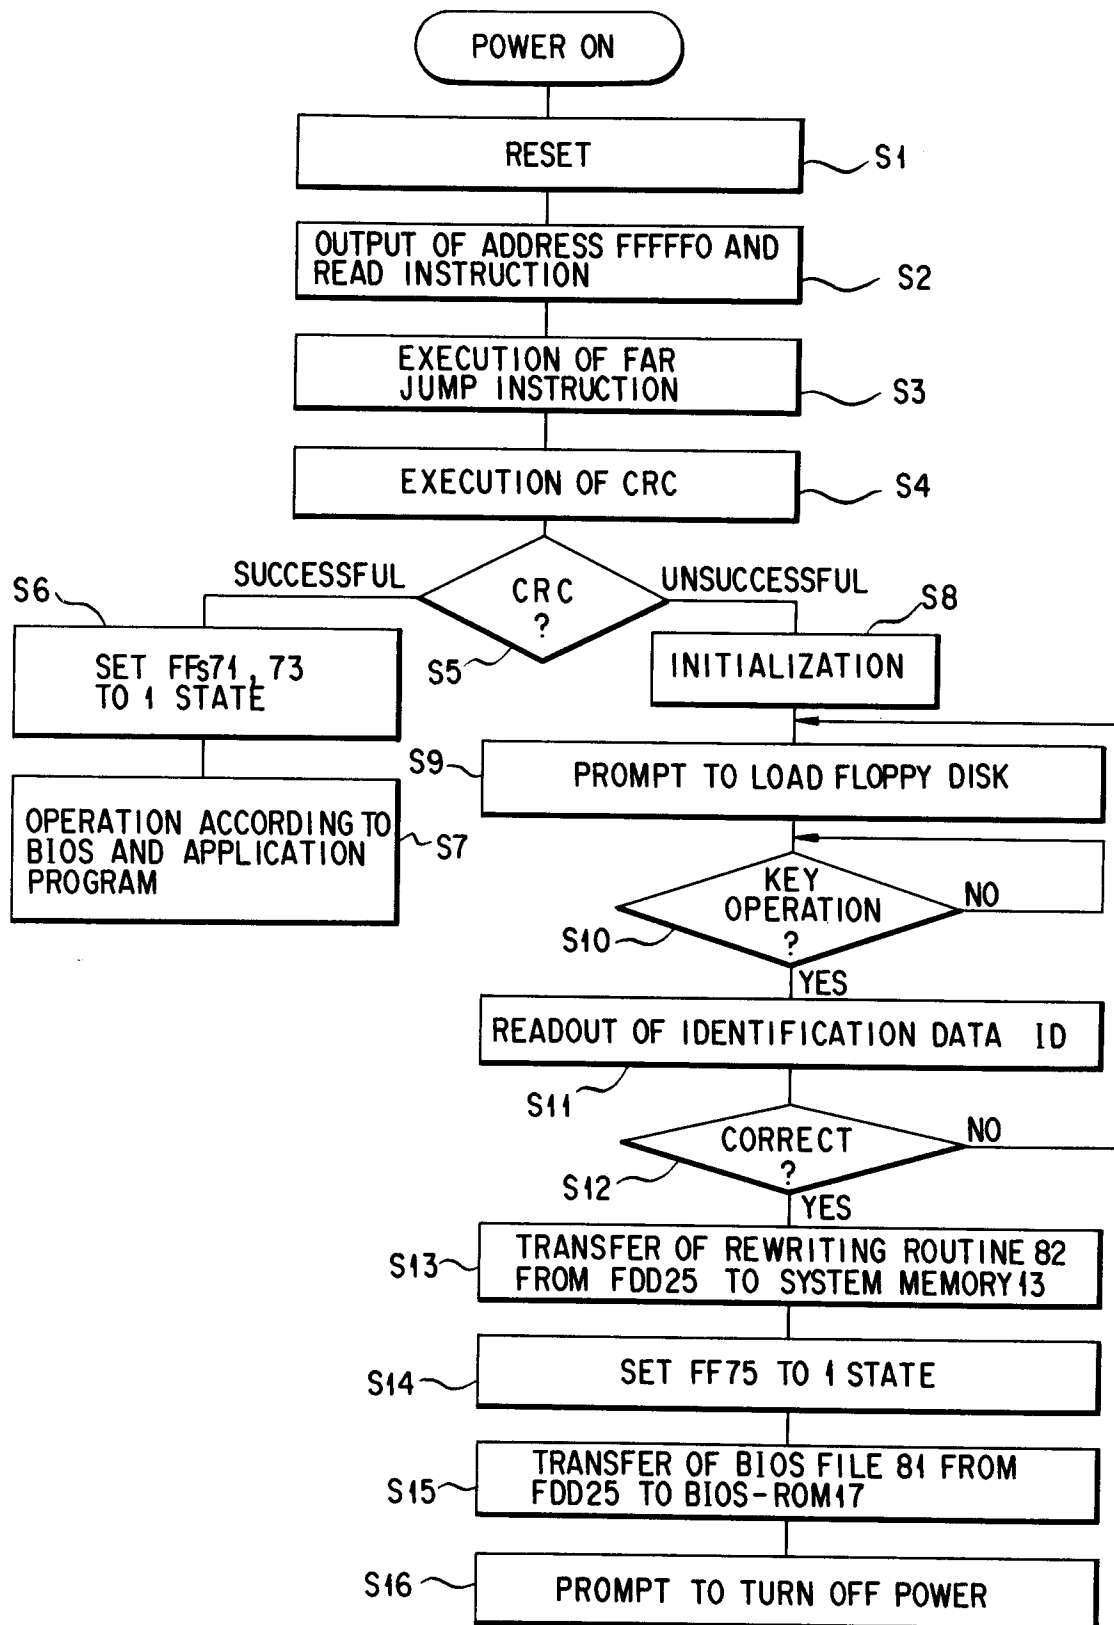 POWER ON
RESET
S1
OUTPUT OF ADDRESS FFFFF0 AND
READ INSTRUCTION
S2
EXECUTION OF FAR
JUMP INSTRUCTION
S3
EXECUTION OF CRC
S4
SUCCESSFUL
CRC
?
UNSUCCESSFUL
S5
S6
SET FFs71, 73
TO 1 STATE
S8
INITIALIZATION
OPERATION ACCORDING TO
BIOS AND APPLICATION
PROGRAM
S7
S9
PROMPT TO LOAD FLOPPY DISK
KEY
OPERATION
?
NO
S10
YES
READOUT OF IDENTIFICATION DATA ID
S11
CORRECT
?
NO
S12
YES
S13
TRANSFER OF REWRITING ROUTINE 82
FROM FDD25 TO SYSTEM MEMORY13
SET FF75 TO 1 STATE
S14
TRANSFER OF BIOS FILE 81 FROM
FDD25 TO BIOS-ROM17
S15
S16
PROMPT TO TURN OFF POWER